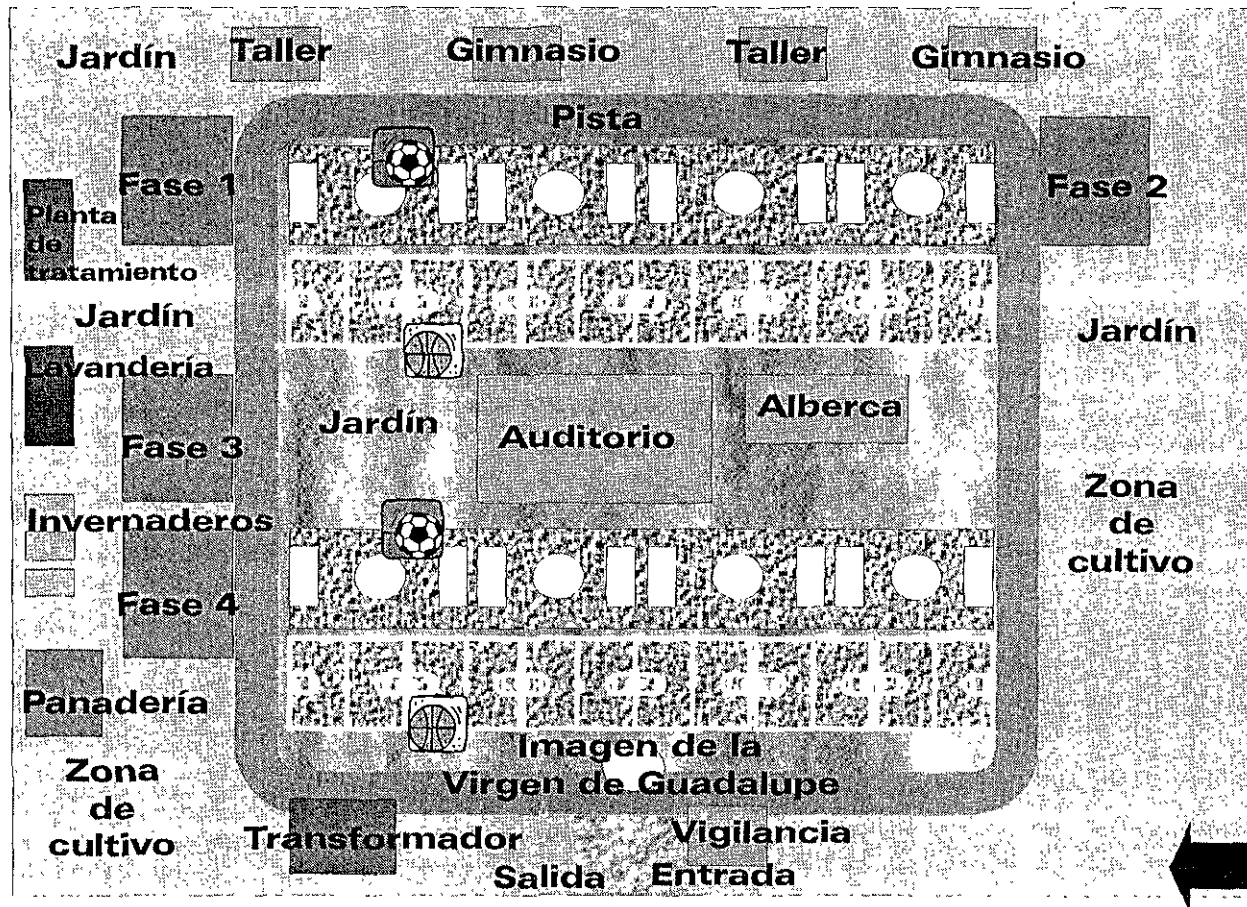 Jardín
Taller
Gimnasio
Taller
Gimnasio
Pista
Fase 1
Fase 2
Planta
de
tratamiento
Jardín
Jardín
Lavandería
Jardín
Auditorio
Alberca
Fase 3
Invernaderos
Zona
de
cultivo
Fase 4
Panadería
Imagen de la
Virgen de Guadalupe
Zona
de
cultivo
Transformador
Vigilancia
Salida
Entrada